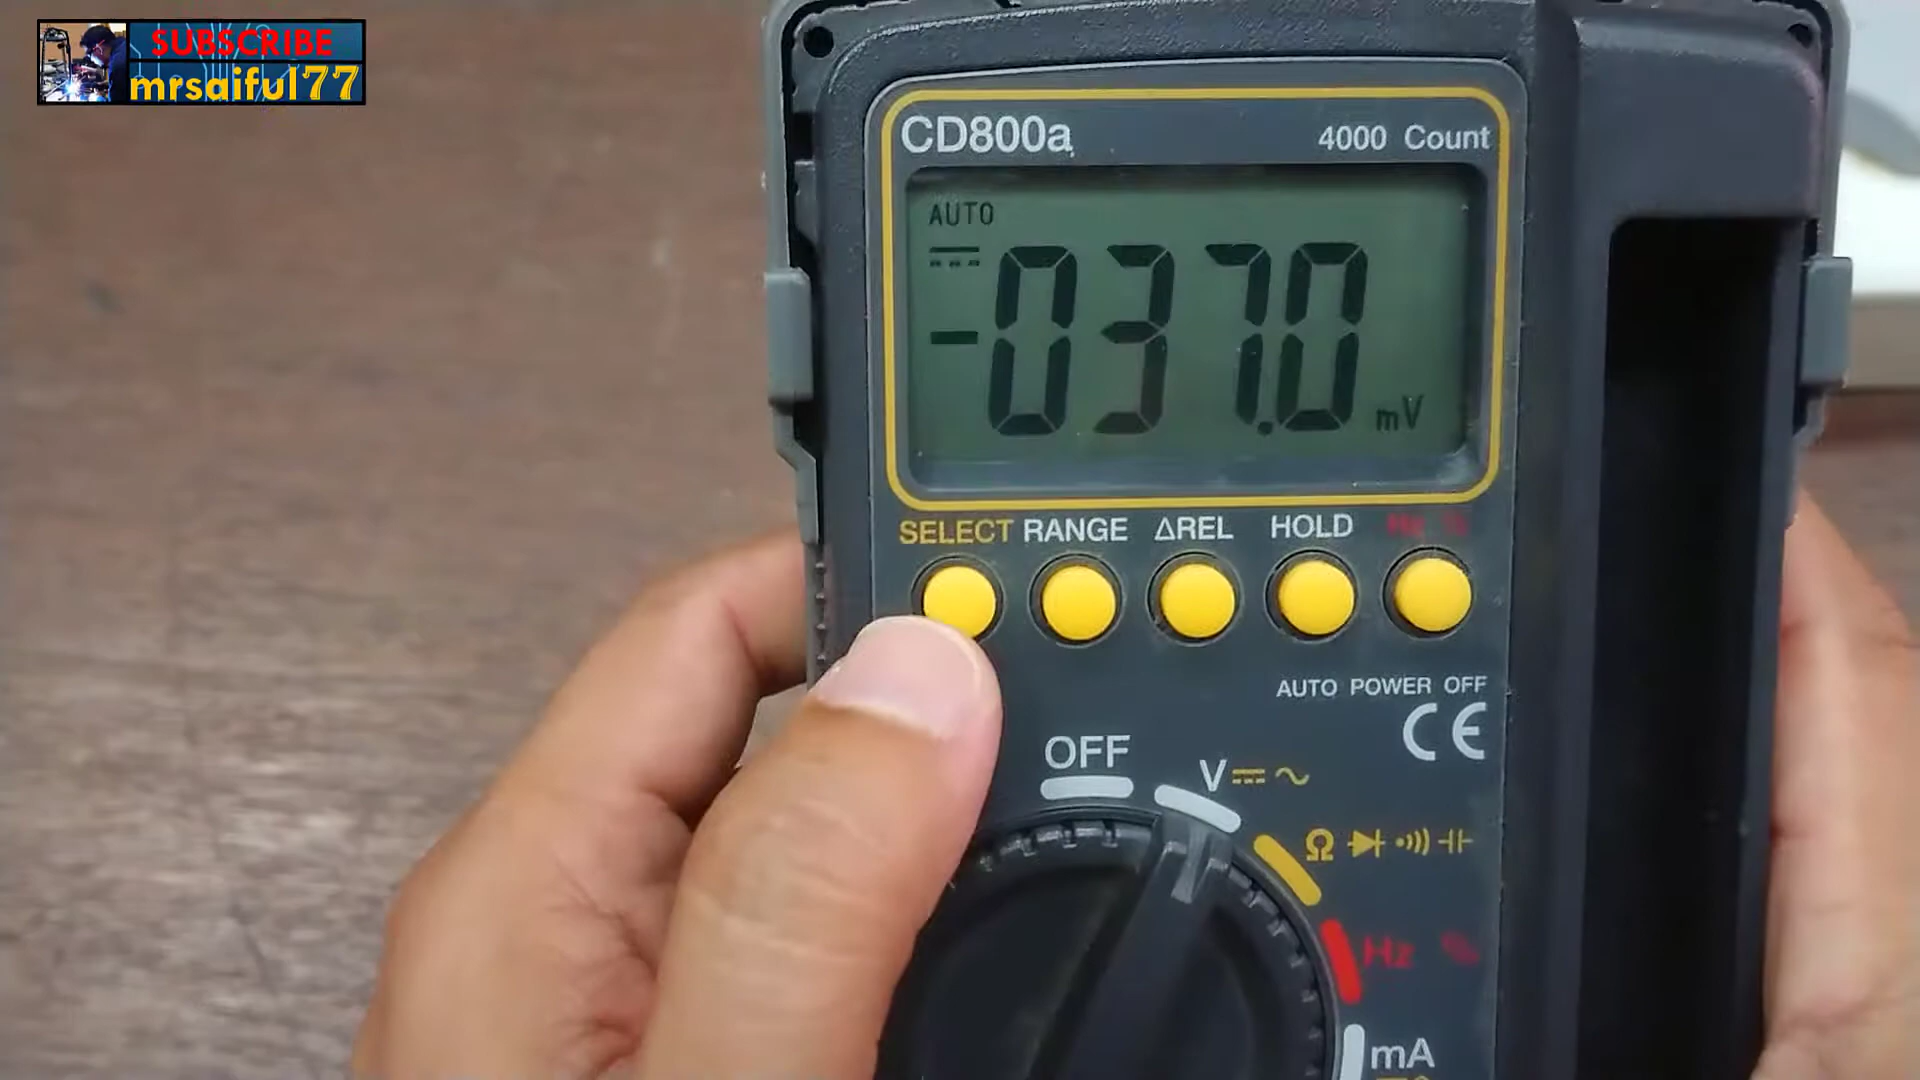 SUBSCRIBE
mrsaiful77
CD800a
4000 Count
AUTO
-037.0 mV
SELECT RANGE ΔREL HOLD Hz %
AUTO POWER OFF
CE
OFF
V
Ω
Hz %
mA